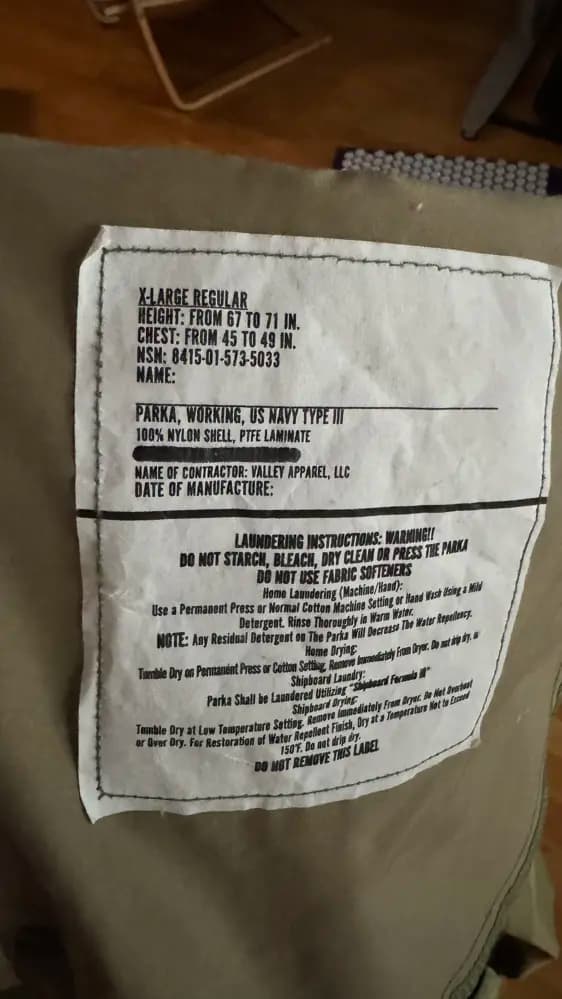 X-LARGE REGULAR
HEIGHT: FROM 67 TO 71 IN.
CHEST: FROM 45 TO 49 IN.
NSN: 8415-01-573-5033
NAME:
PARKA, WORKING, US NAVY TYPE III
100% NYLON SHELL, PTFE LAMINATE
NAME OF CONTRACTOR: VALLEY APPAREL, LLC
DATE OF MANUFACTURE:
LAUNDERING INSTRUCTIONS: WARNING!!
DO NOT STARCH, BLEACH, DRY CLEAN OR PRESS THE PARKA
DO NOT USE FABRIC SOFTENERS
Home Laundering (Machine/Hand):
Use a Permanent Press or Normal Cotton Machine Setting or Hand Wash Using a Mild
Detergent. Rinse Thoroughly in Warm Water.
NOTE: Any Residual Detergent on The Parka Will Decrease The Water Repellency.
Home Drying:
Tumble Dry on Permanent Press or Cotton Setting, Remove Immediately From Dryer. Do not drip dry.
Shipboard Laundry:
Parka Shall be Laundered Utilizing "Shipboard Formula III"
Shipboard Drying:
Tumble Dry at Low Temperature Setting. Remove immediately From Dryer. Do Not Overheat
or Over Dry. For Restoration of Water Repellent Finish, Dry at a Temperature Not to Exceed
150°F. Do not drip dry.
DO NOT REMOVE THIS LABEL